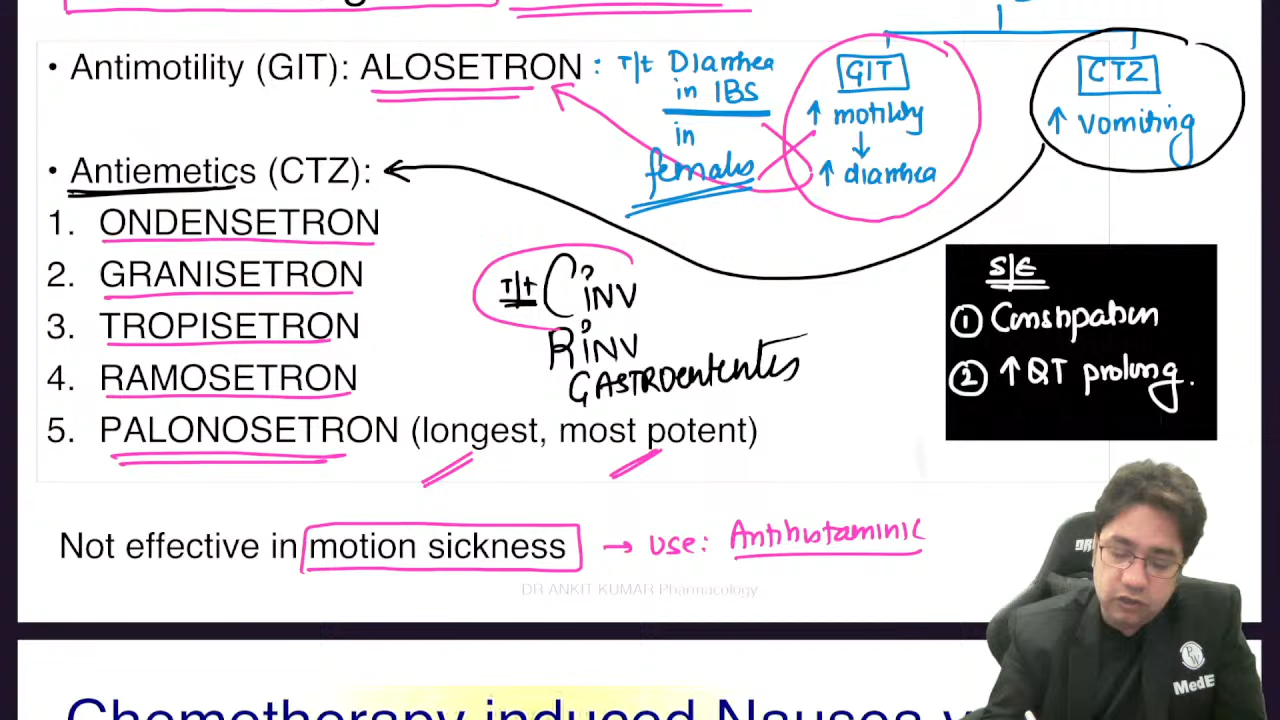 • Antimotility (GIT): ALOSETRON : T/t Diarrhea
in IBS
in
females
GIT
↑ motility
↓
↑ diarrhea
CTZ
↑ vomiting
• Antiemetics (CTZ):
1. ONDENSETRON
2. GRANISETRON
3. TROPISETRON
4. RAMOSETRON
5. PALONOSETRON (longest, most potent)
T/t CiNV
RiNV
S/E
① Constipation
② ↑ QT prolong.
Not effective in motion sickness → USE: Antihistaminic
DR ANKIT KUMAR Pharmacology
PW
MedE
Chemotherapy induced Nausea